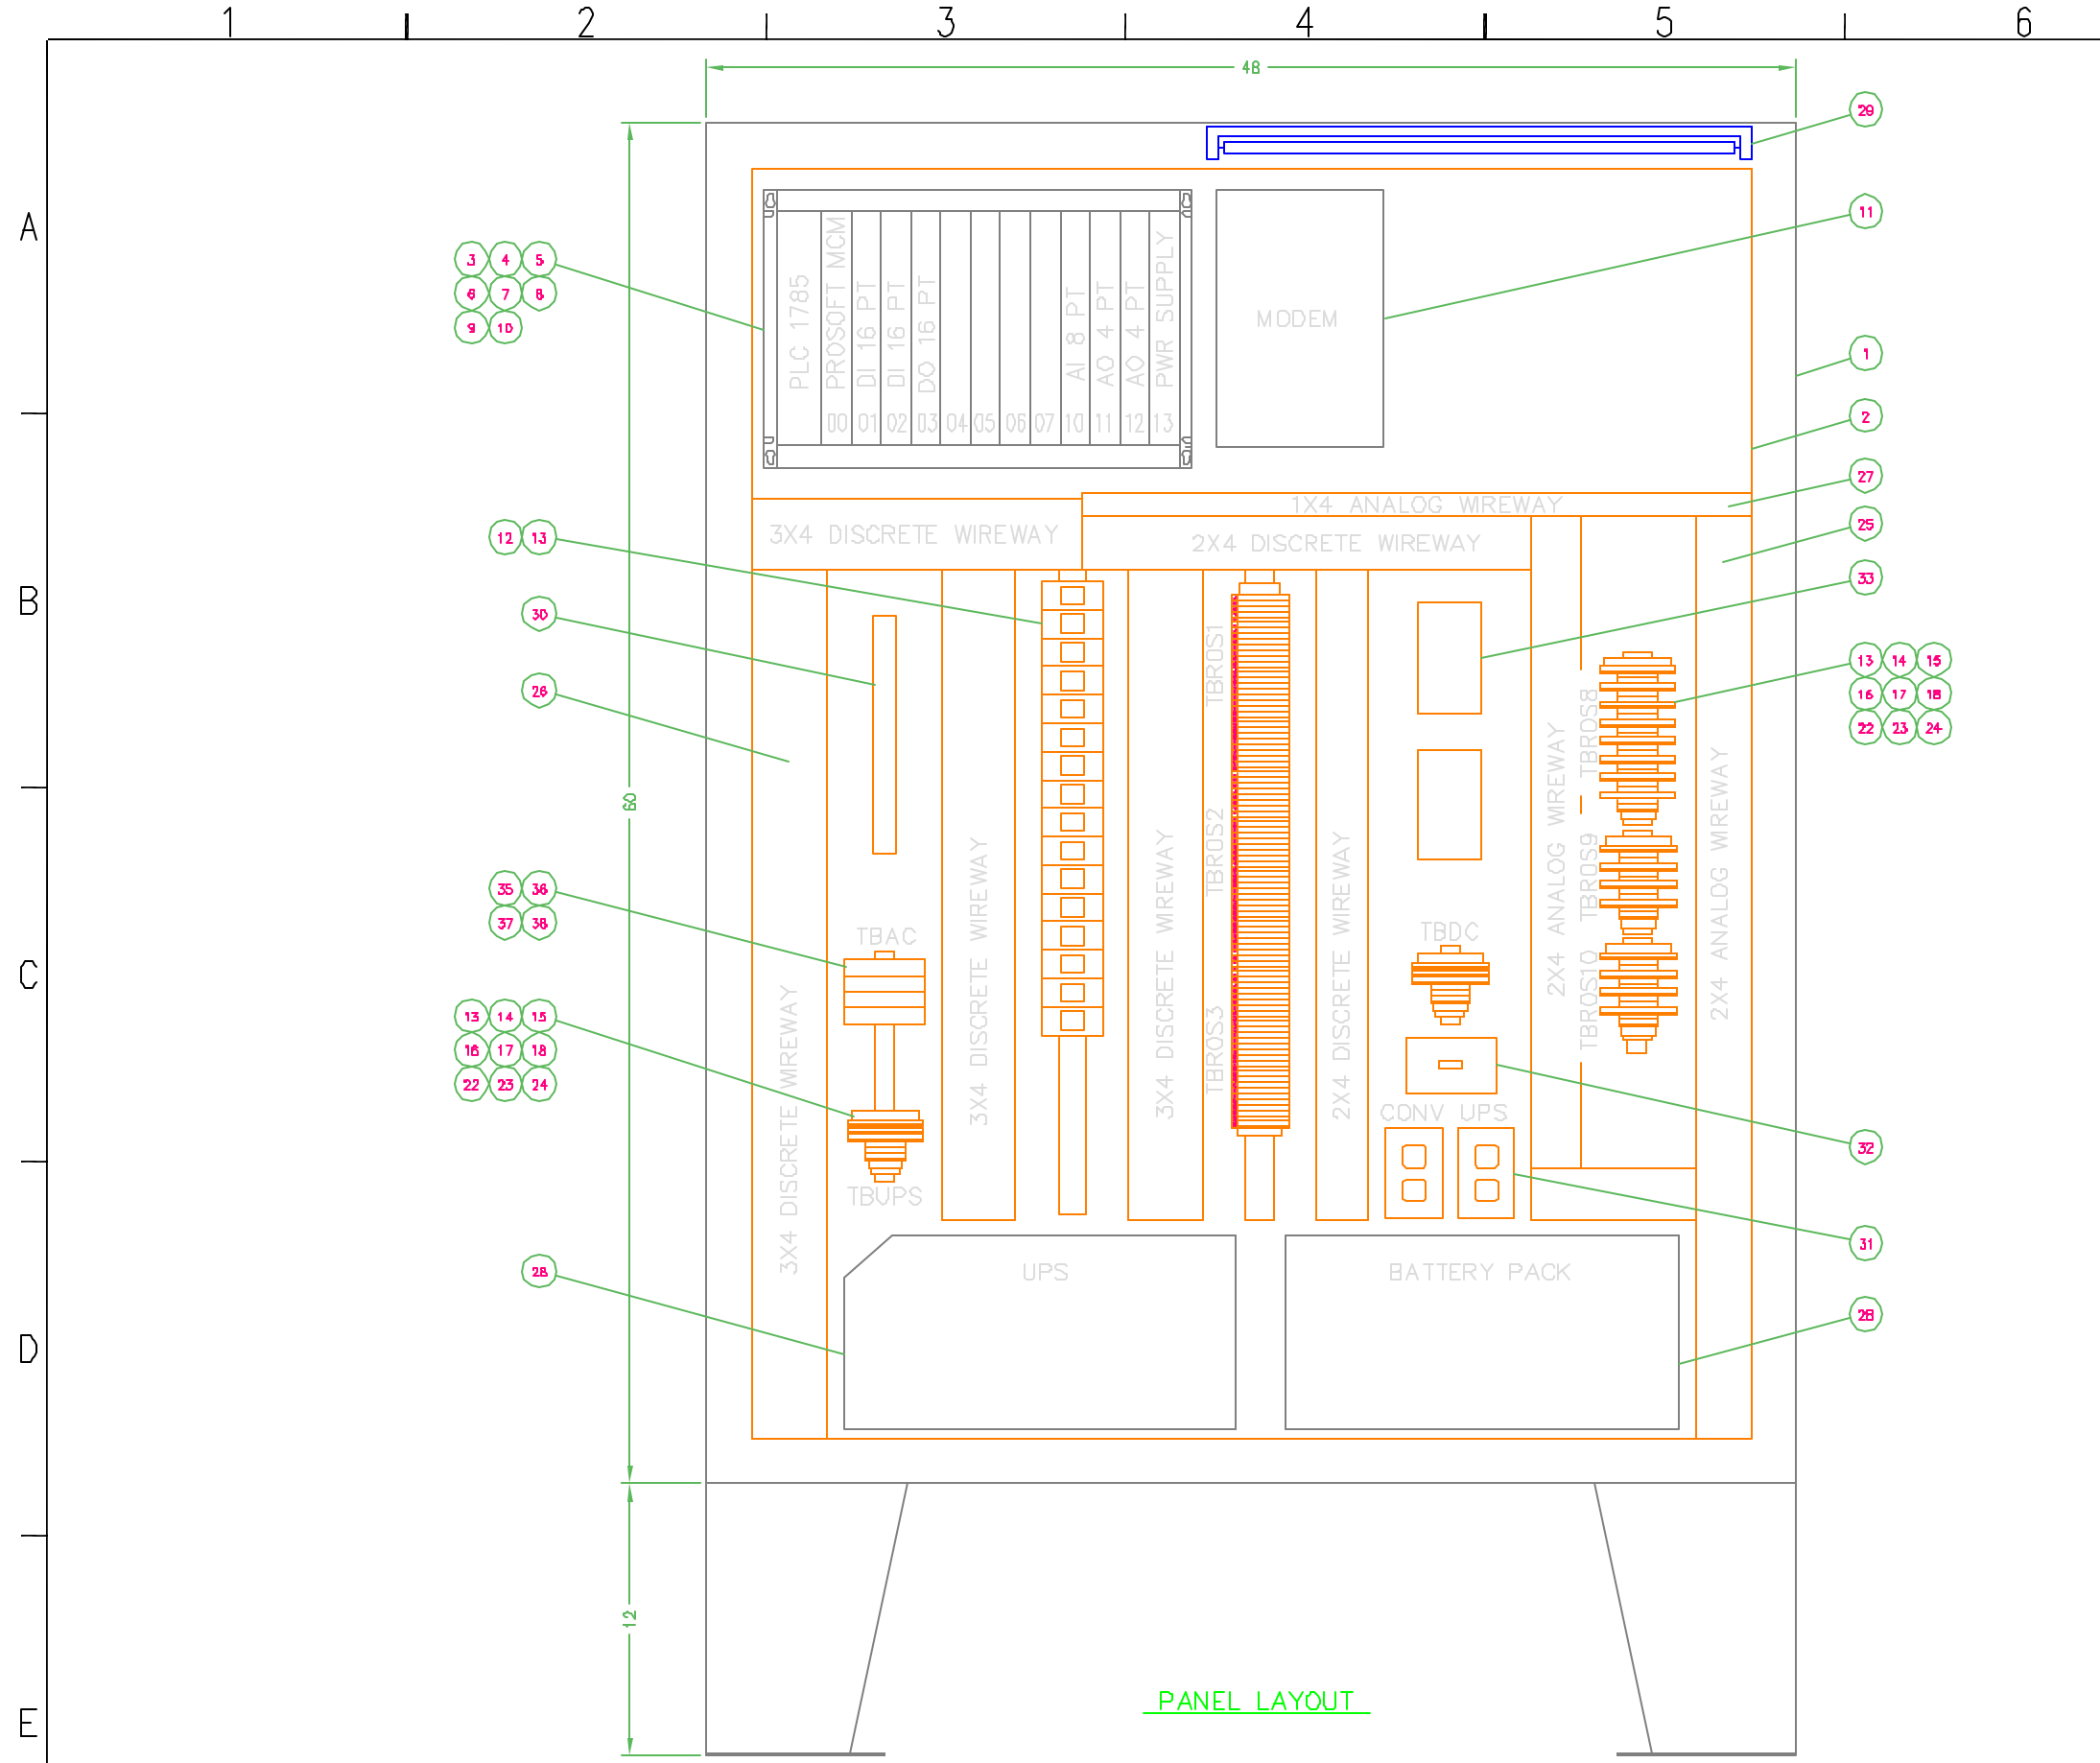 1 2 3 4 5 6
48
29
A
11
3 4 5
6 7 8
9 10
PLC 1785
PROSOFT MCM
DI 16 PT
DI 16 PT
DO 16 PT
AI 8 PT
AO 4 PT
AO 4 PT
PWR SUPPLY
00 01 02 03 04 05 06 07 10 11 12 13
MODEM
1
2
27
1X4 ANALOG WIREWAY
3X4 DISCRETE WIREWAY
2X4 DISCRETE WIREWAY
25
12 13
33
B
30
26
13 14 15
16 17 18
22 23 24
TBROS1
TBROS2
TBROS3
TBROS8
TBROS9
TBROS10
2X4 ANALOG WIREWAY
2X4 ANALOG WIREWAY
60
3X4 DISCRETE WIREWAY
3X4 DISCRETE WIREWAY
3X4 DISCRETE WIREWAY
2X4 DISCRETE WIREWAY
35 36
37 38
TBAC
TBDC
C
13 14 15
16 17 18
22 23 24
CONV UPS
32
TBUPS
31
28
UPS
BATTERY PACK
28
D
12
PANEL LAYOUT
E